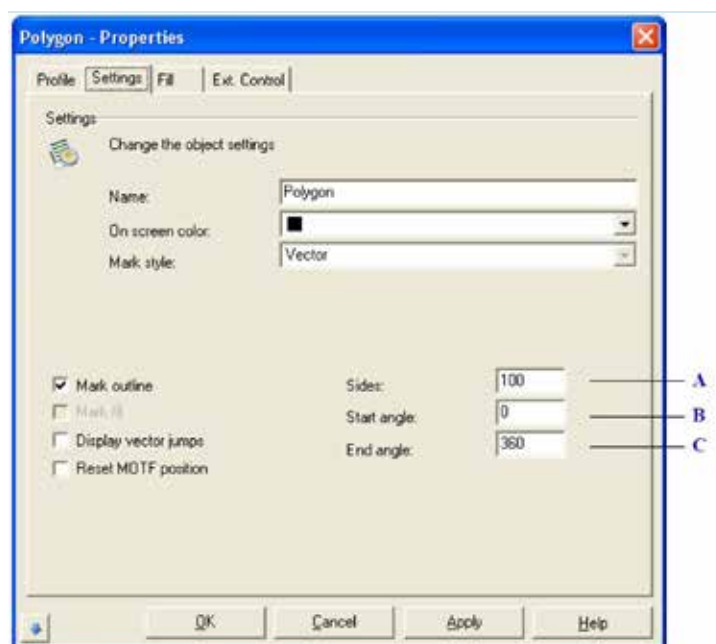 Polygon - Properties
Profile Settings Fill Ext. Control
Settings
Change the object settings
Name: Polygon
On screen color:
Mark style: Vector
Mark outline Sides: 100 A
Mark fill Start angle: 0 B
Display vector jumps End angle: 360 C
Reset MOTF position
OK Cancel Apply Help